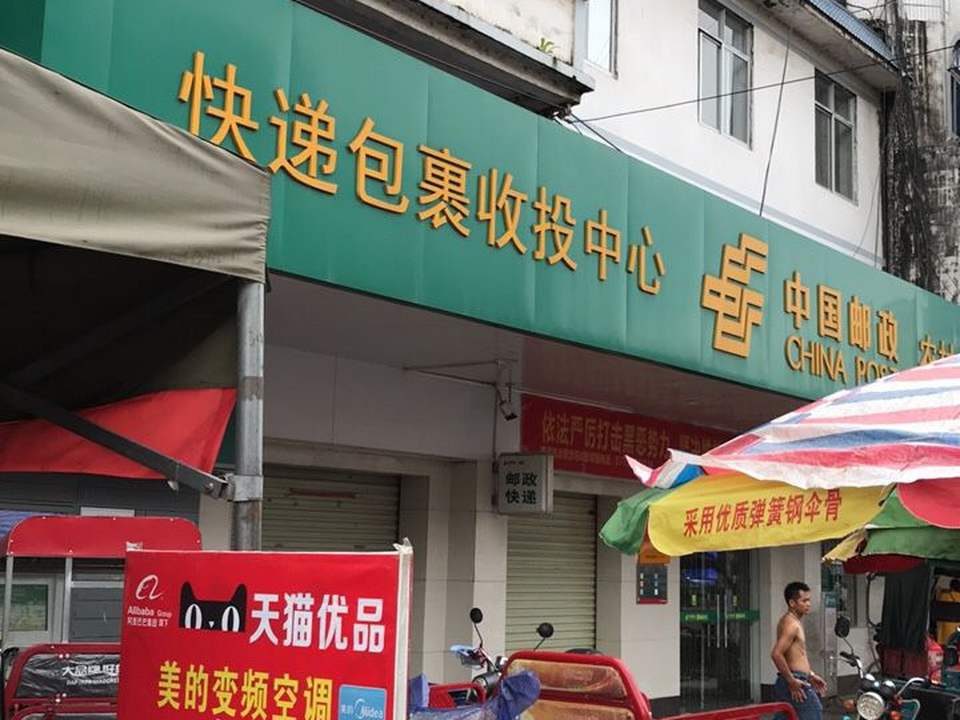 快递包裹收投中心
中国邮政
CHINA POST
依法严厉打击黑恶势力
邮政
快递
采用优质弹簧钢伞骨
Alibaba Group
阿里巴巴集团 旗下
天猫优品
美的变频空调
美的 Midea